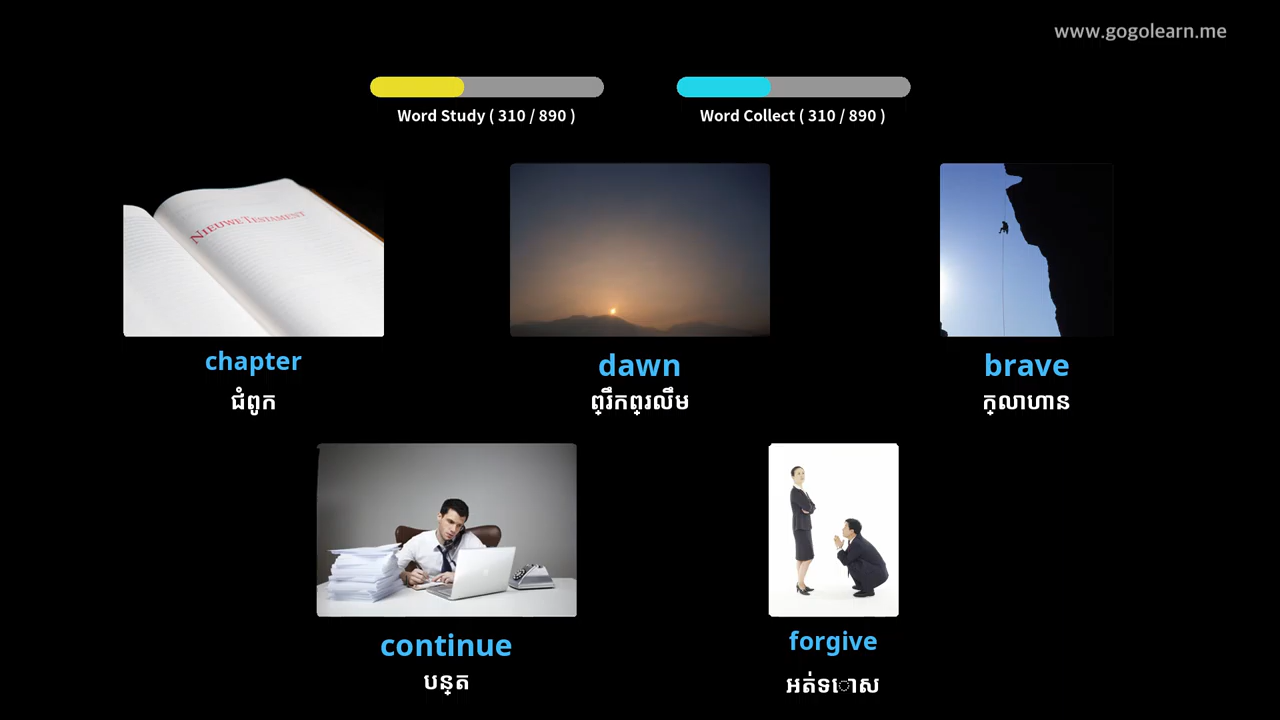 www.gogolearn.me
Word Study ( 310 / 890 )
Word Collect ( 310 / 890 )
NIEUWE TESTAMENT
chapter
ជំពូក
dawn
ព្រឹកព្រលឹម
brave
ក្លាហាន
continue
បន្ត
forgive
អត់ទោស